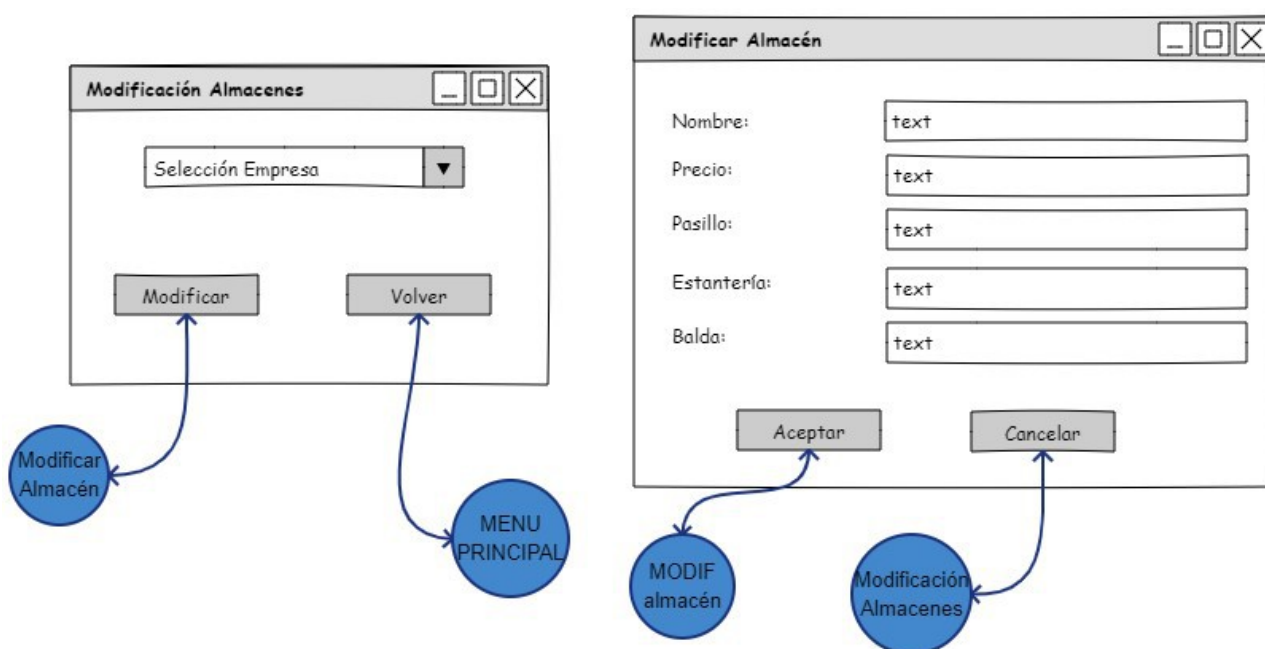 Modificación Almacenes
Selección Empresa
Modificar
Volver
Modificar
Almacén
MENU
PRINCIPAL
Modificar Almacén
Nombre:
text
Precio:
text
Pasillo:
text
Estantería:
text
Balda:
text
Aceptar
Cancelar
MODIF
almacén
Modificación
Almacenes